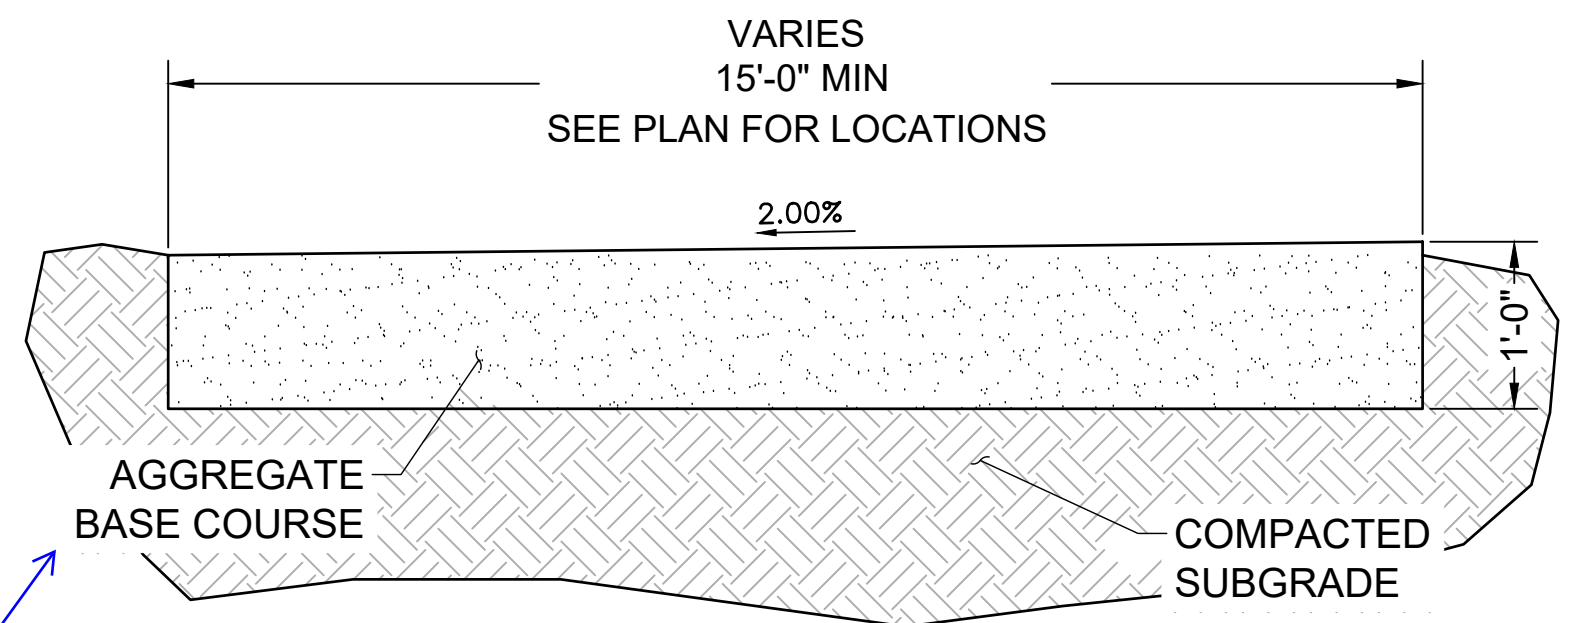 VARIES
15'-0" MIN
SEE PLAN FOR LOCATIONS
2.00%
1'-0"
AGGREGATE
BASE COURSE
COMPACTED
SUBGRADE